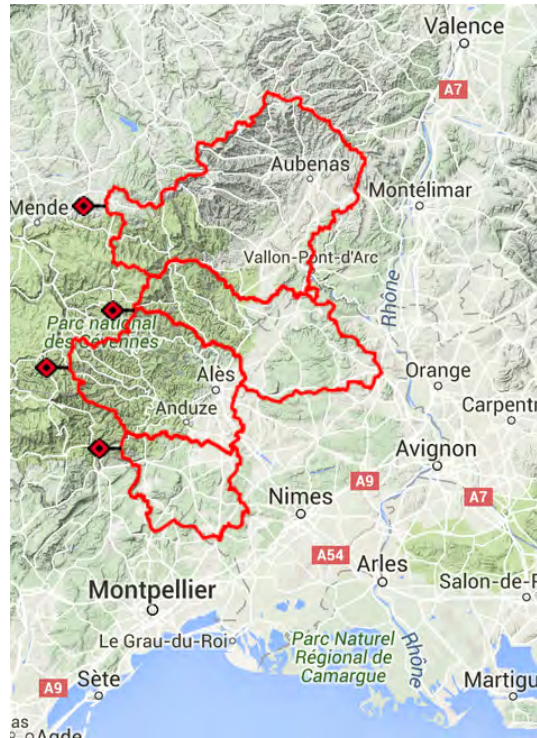 Valence
A7
Aubenas
Montélimar
Mende
Vallon-Pont-d'Arc
Rhône
Parc national
des Cévennes
Alès
Orange
Anduze
Carpentr
Avignon
A9
A7
Nimes
A54
Arles
Montpellier
Salon-de-P
Le Grau-du-Roi
Parc Naturel
Régional de
Camargue
Rhône
Sète
A9
Martigu
as
Agde